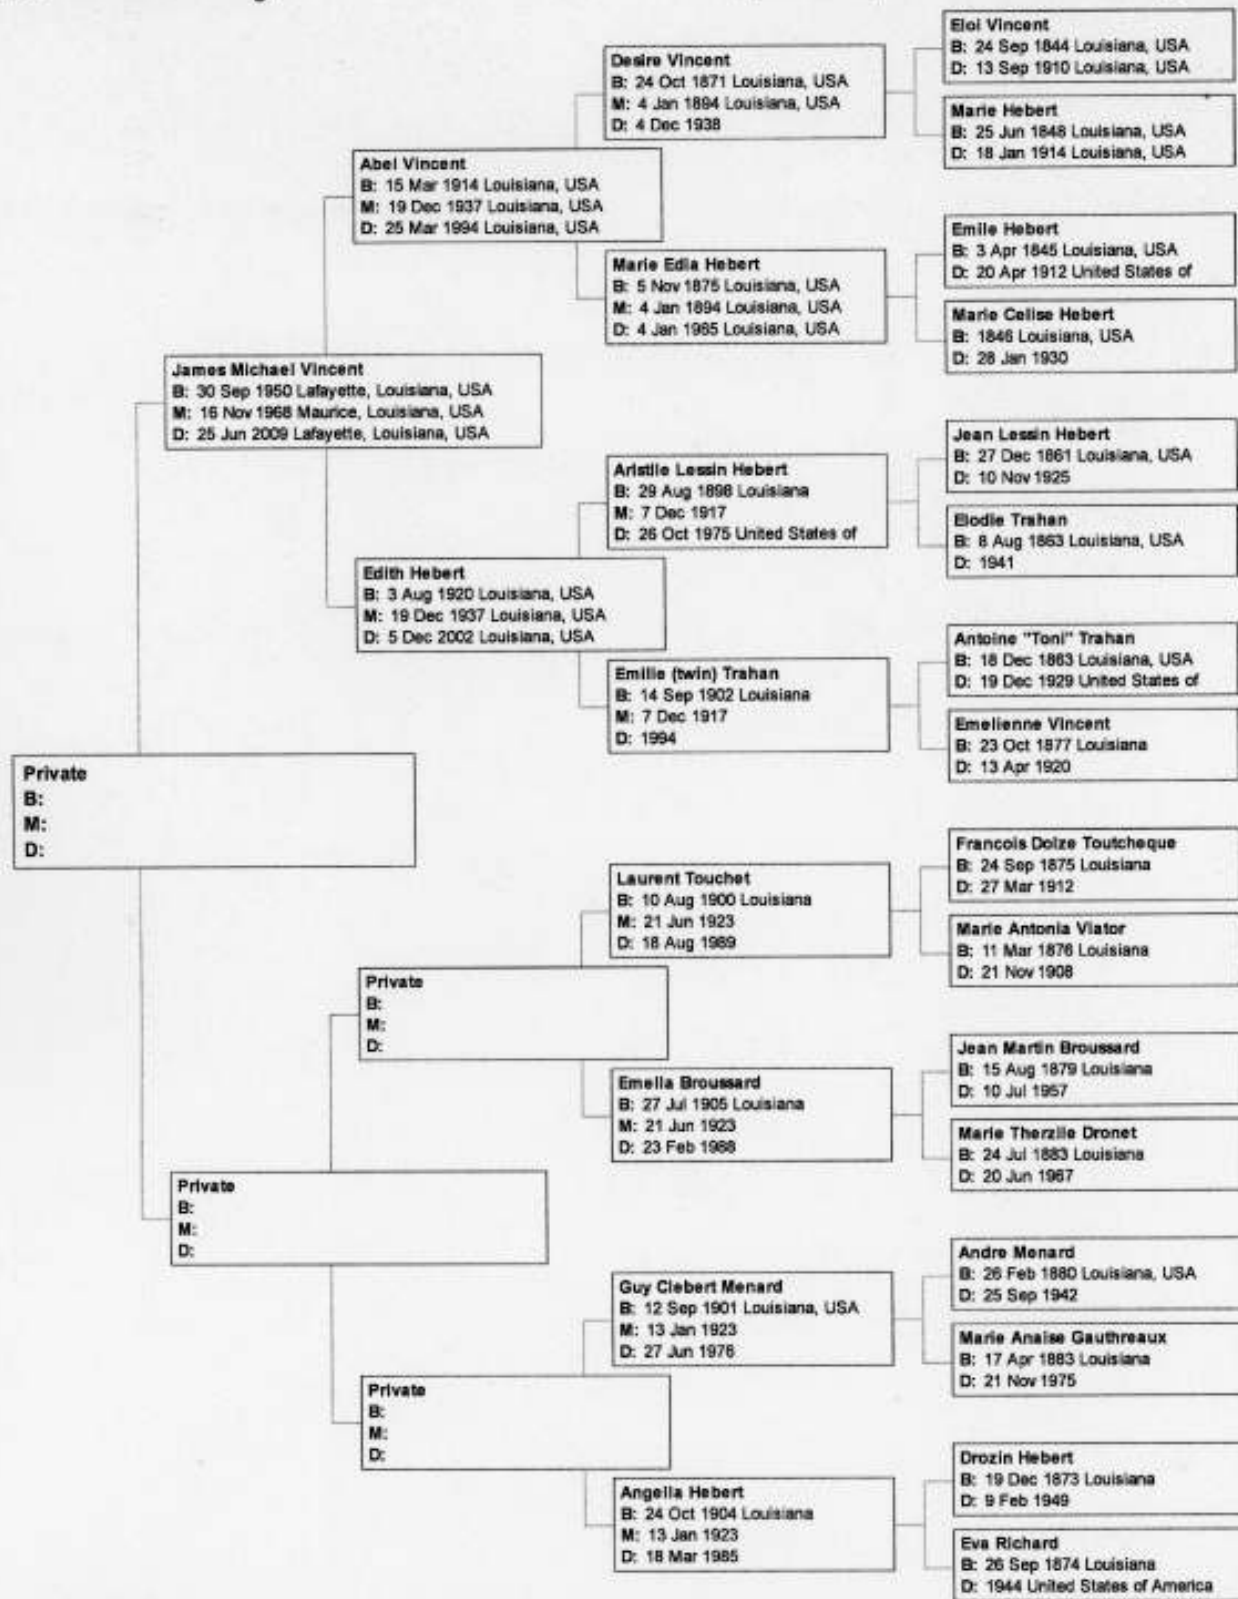 Eloi Vincent
B: 24 Sep 1844 Louisiana, USA
D: 13 Sep 1910 Louisiana, USA
Desire Vincent
B: 24 Oct 1871 Louisiana, USA
M: 4 Jan 1894 Louisiana, USA
D: 4 Dec 1938
Marie Hebert
B: 25 Jun 1848 Louisiana, USA
D: 18 Jan 1914 Louisiana, USA
Abel Vincent
B: 15 Mar 1914 Louisiana, USA
M: 19 Dec 1937 Louisiana, USA
D: 25 Mar 1994 Louisiana, USA
Emile Hebert
B: 3 Apr 1845 Louisiana, USA
D: 20 Apr 1912 United States of
Marie Edia Hebert
B: 5 Nov 1875 Louisiana, USA
M: 4 Jan 1894 Louisiana, USA
D: 4 Jan 1965 Louisiana, USA
Marie Celise Hebert
B: 1846 Louisiana, USA
D: 28 Jan 1930
James Michael Vincent
B: 30 Sep 1950 Lafayette, Louisiana, USA
M: 16 Nov 1968 Maurice, Louisiana, USA
D: 25 Jun 2009 Lafayette, Louisiana, USA
Jean Lessin Hebert
B: 27 Dec 1861 Louisiana, USA
D: 10 Nov 1925
Aristile Lessin Hebert
B: 29 Aug 1898 Louisiana
M: 7 Dec 1917
D: 26 Oct 1975 United States of
Elodie Trahan
B: 8 Aug 1863 Louisiana, USA
D: 1941
Edith Hebert
B: 3 Aug 1920 Louisiana, USA
M: 19 Dec 1937 Louisiana, USA
D: 5 Dec 2002 Louisiana, USA
Antoine "Toni" Trahan
B: 18 Dec 1863 Louisiana, USA
D: 19 Dec 1929 United States of
Emilie (twin) Trahan
B: 14 Sep 1902 Louisiana
M: 7 Dec 1917
D: 1994
Emelienne Vincent
B: 23 Oct 1877 Louisiana
D: 13 Apr 1920
Private
B:
M:
D:
Francois Dolze Toutcheque
B: 24 Sep 1875 Louisiana
D: 27 Mar 1912
Laurent Touchet
B: 10 Aug 1900 Louisiana
M: 21 Jun 1923
D: 18 Aug 1989
Marie Antonia Viator
B: 11 Mar 1876 Louisiana
D: 21 Nov 1908
Private
B:
M:
D:
Jean Martin Broussard
B: 15 Aug 1879 Louisiana
D: 10 Jul 1957
Emelia Broussard
B: 27 Jul 1905 Louisiana
M: 21 Jun 1923
D: 23 Feb 1988
Marie Therzile Dronet
B: 24 Jul 1883 Louisiana
D: 20 Jun 1967
Private
B:
M:
D:
Andre Menard
B: 26 Feb 1880 Louisiana, USA
D: 25 Sep 1942
Guy Clebert Menard
B: 12 Sep 1901 Louisiana, USA
M: 13 Jan 1923
D: 27 Jun 1976
Marie Anaise Gauthreaux
B: 17 Apr 1883 Louisiana
D: 21 Nov 1975
Private
B:
M:
D:
Drozin Hebert
B: 19 Dec 1873 Louisiana
D: 9 Feb 1949
Angelia Hebert
B: 24 Oct 1904 Louisiana
M: 13 Jan 1923
D: 18 Mar 1985
Eva Richard
B: 26 Sep 1874 Louisiana
D: 1944 United States of America